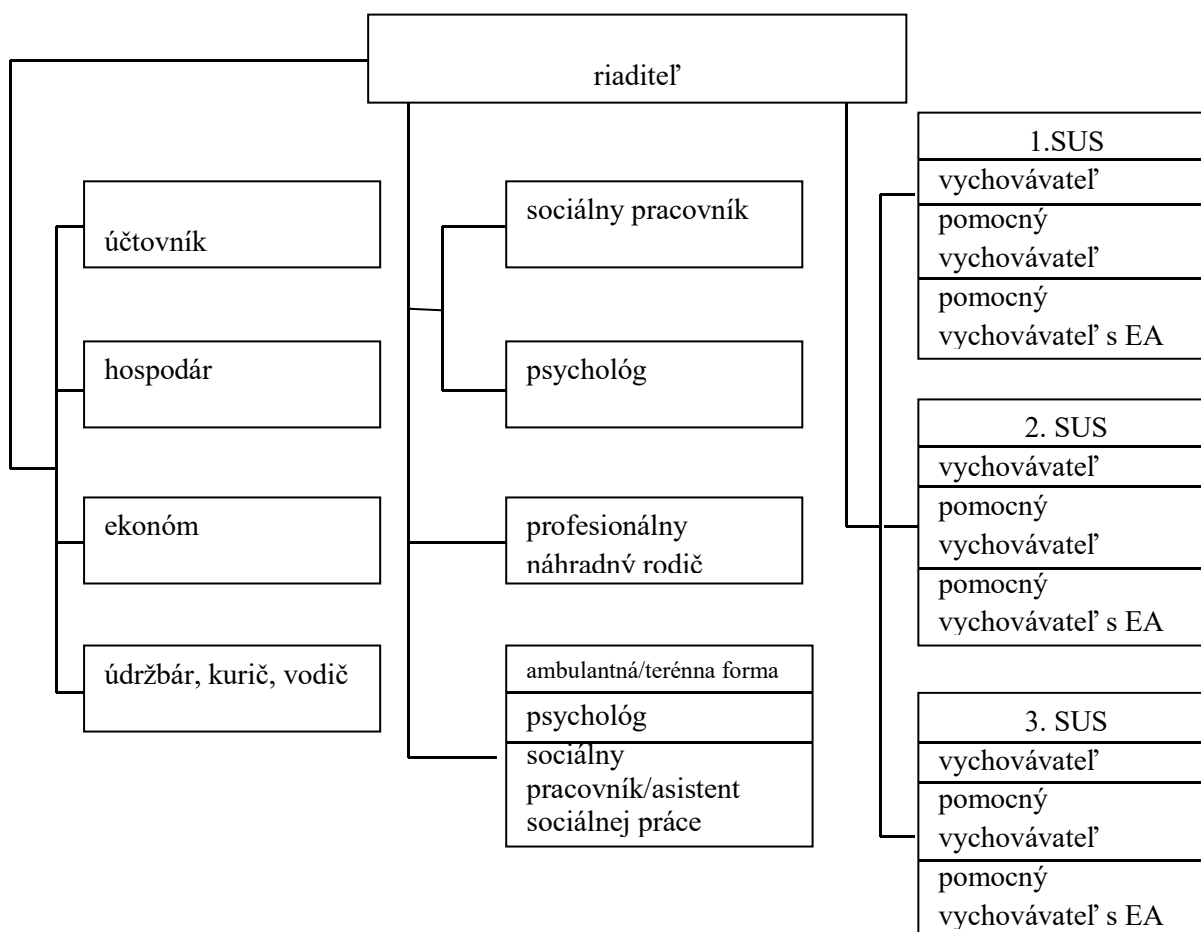 riaditeľ
účtovník
hospodár
ekonóm
údržbár, kurič, vodič
sociálny pracovník
psychológ
profesionálny
náhradný rodič
ambulantná/terénna forma
psychológ
sociálny
pracovník/asistent
sociálnej práce
1.SUS
vychovávateľ
pomocný
vychovávateľ
pomocný
vychovávateľ s EA
2. SUS
vychovávateľ
pomocný
vychovávateľ
pomocný
vychovávateľ s EA
3. SUS
vychovávateľ
pomocný
vychovávateľ
pomocný
vychovávateľ s EA